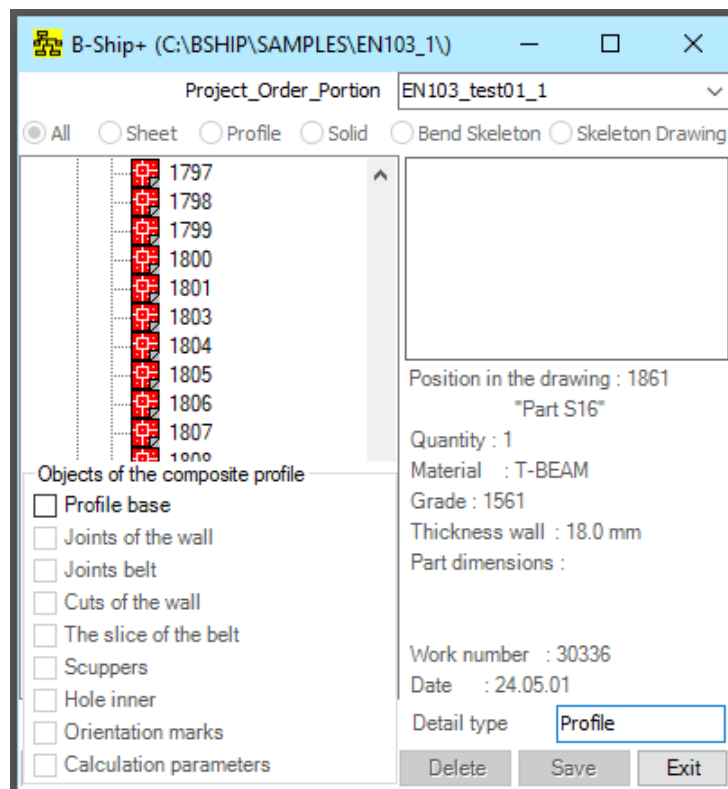 B-Ship+ (C:\BSHIP\SAMPLES\EN103_1\)
Project_Order_Portion EN103_test01_1
All Sheet Profile Solid Bend Skeleton Skeleton Drawing
1797
1798
1799
1800
1801
1803
1804
1805
1806
1807
1808
Objects of the composite profile
Profile base
Joints of the wall
Joints belt
Cuts of the wall
The slice of the belt
Scuppers
Hole inner
Orientation marks
Calculation parameters
Position in the drawing : 1861
"Part S16"
Quantity : 1
Material : T-BEAM
Grade : 1561
Thickness wall : 18.0 mm
Part dimensions :
Work number : 30336
Date : 24.05.01
Detail type Profile
Delete Save Exit